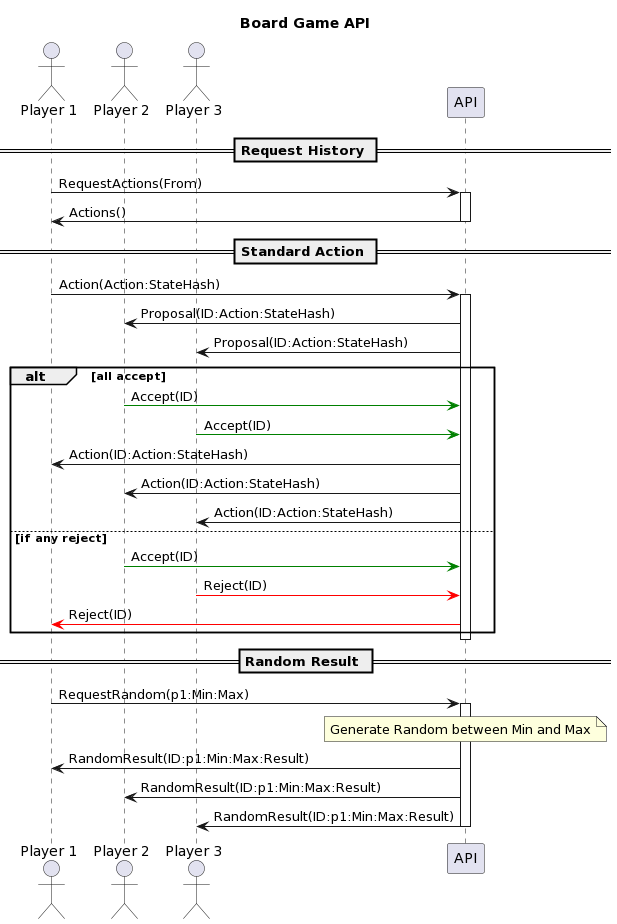 Board Game API
Player 1 Player 2 Player 3
API
Request History
RequestActions(From)
Actions()
Standard Action
Action(Action:StateHash)
Proposal(ID:Action:StateHash)
Proposal(ID:Action:StateHash)
alt [all accept]
Accept(ID)
Accept(ID)
Action(ID:Action:StateHash)
Action(ID:Action:StateHash)
Action(ID:Action:StateHash)
[if any reject]
Accept(ID)
Reject(ID)
Reject(ID)
Random Result
RequestRandom(p1:Min:Max)
Generate Random between Min and Max
RandomResult(ID:p1:Min:Max:Result)
RandomResult(ID:p1:Min:Max:Result)
RandomResult(ID:p1:Min:Max:Result)
Player 1 Player 2 Player 3
API